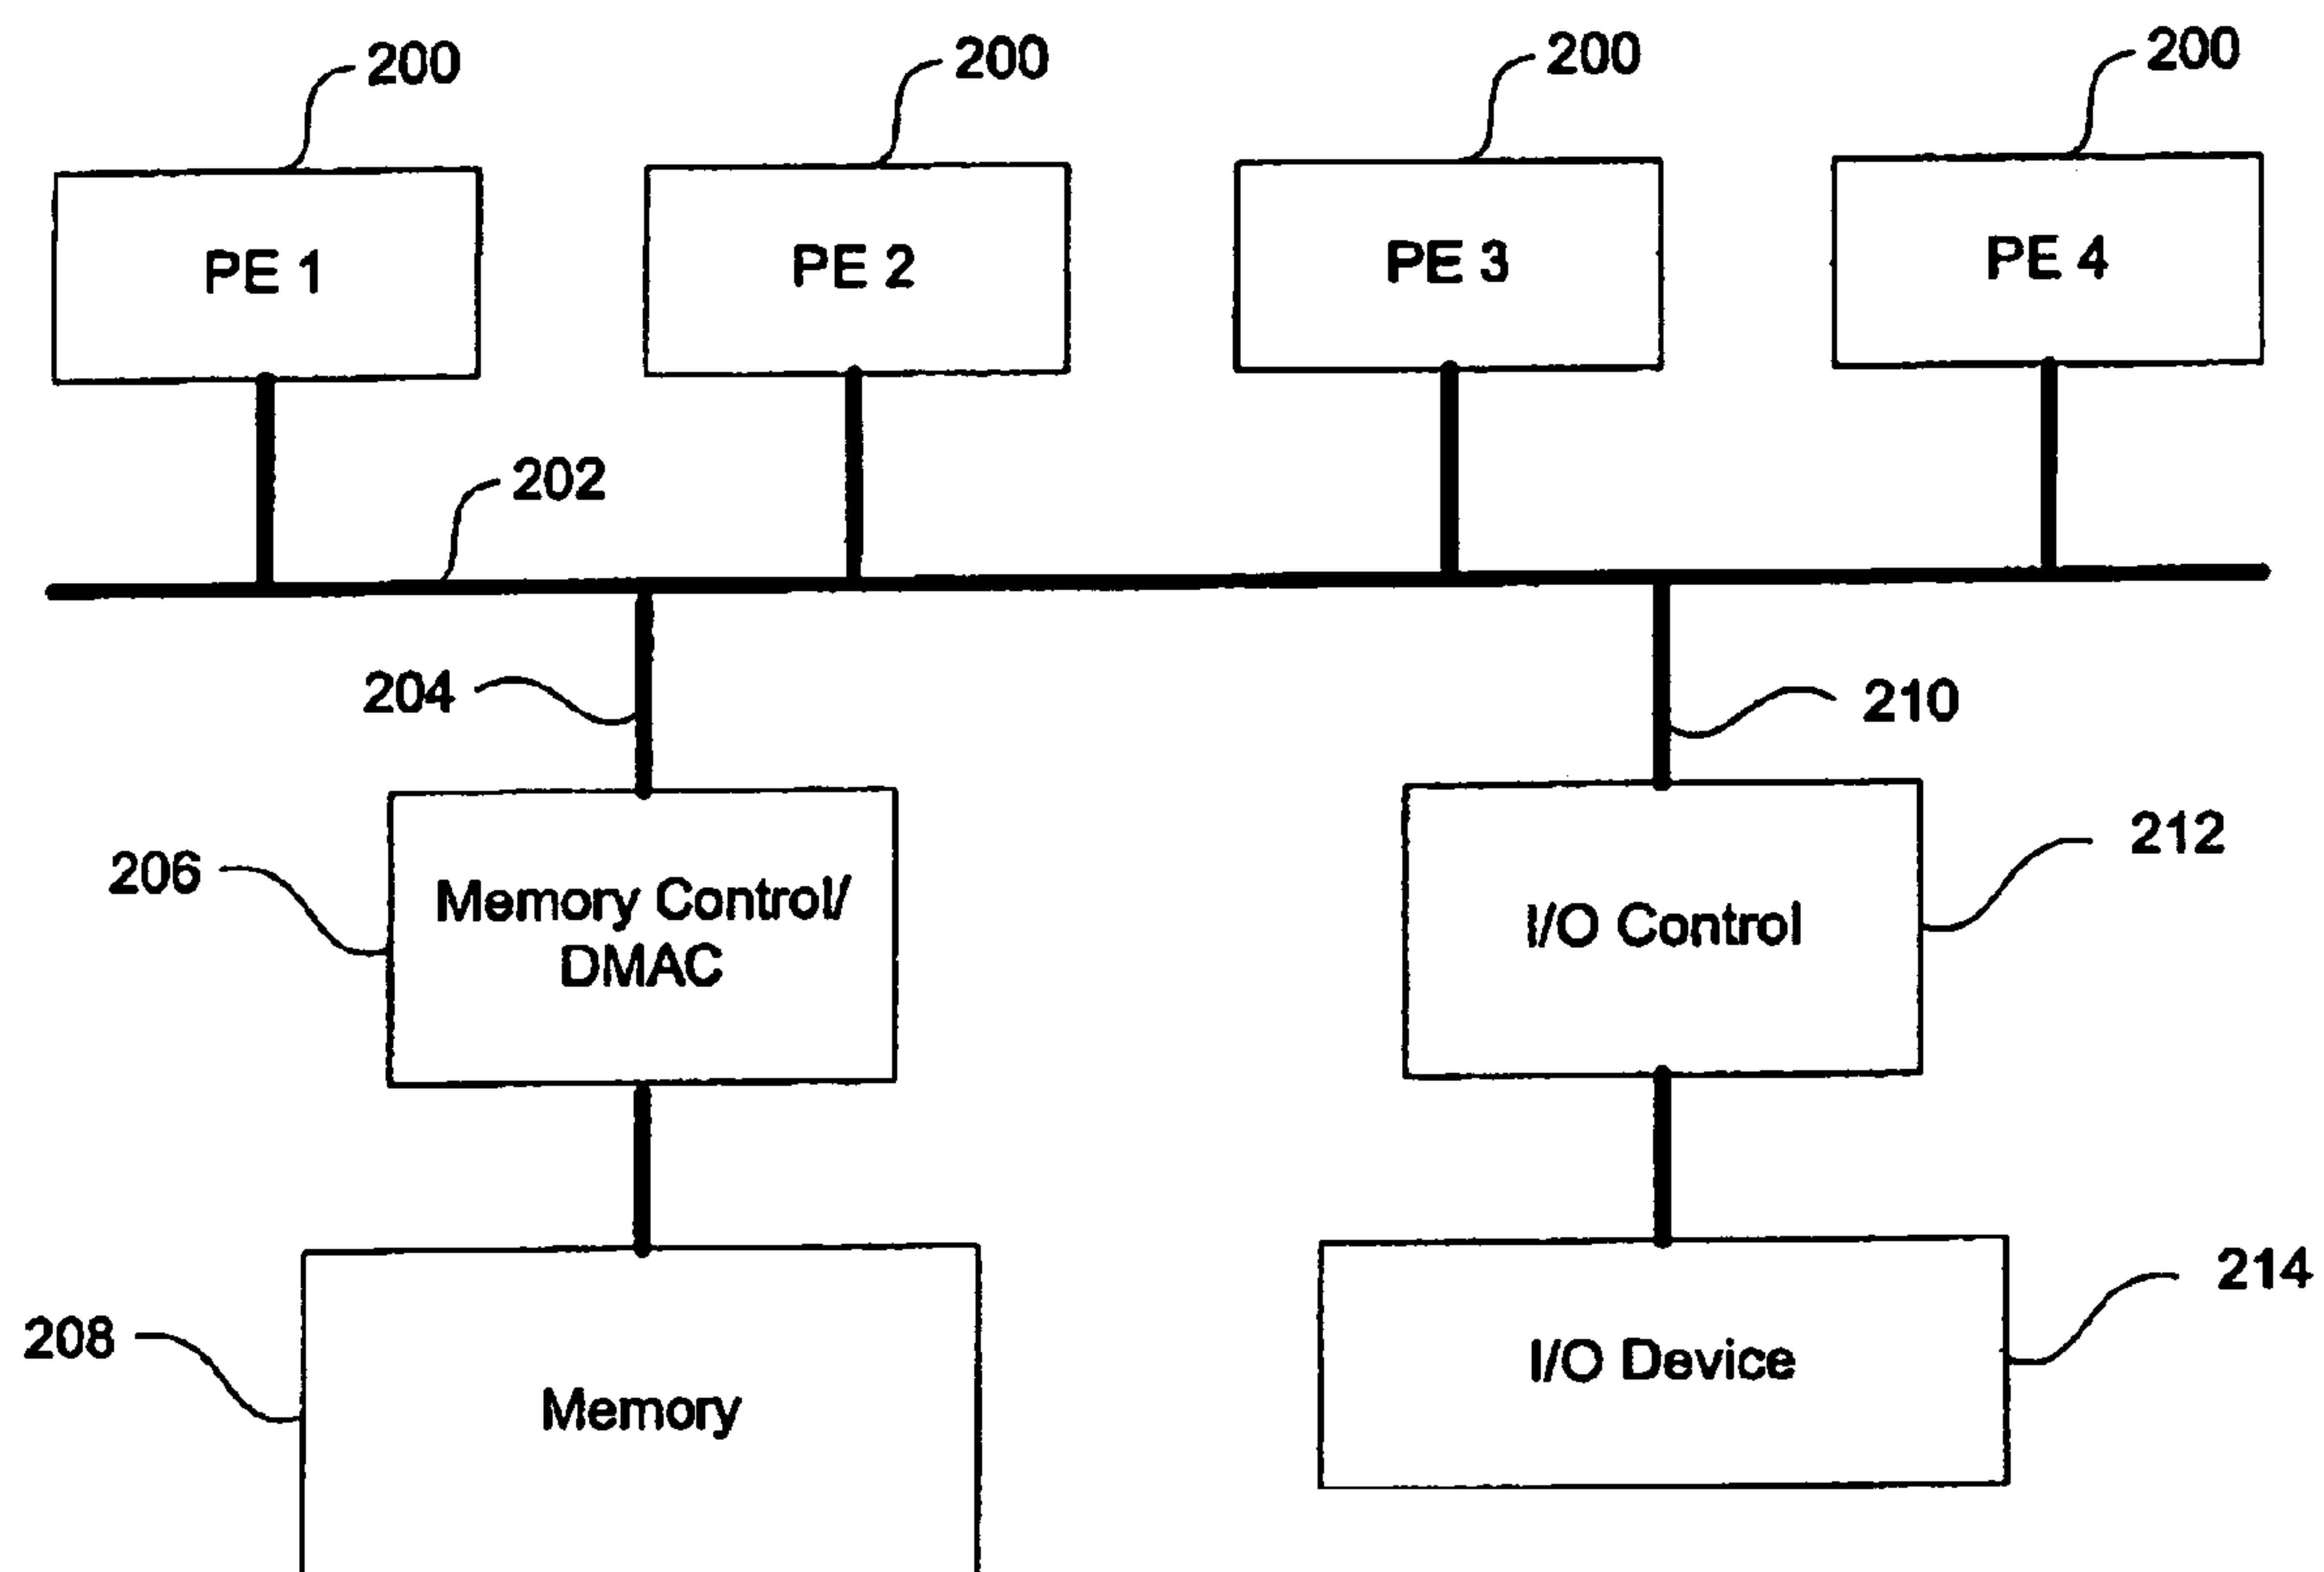 200
200
200
200
PE 1
PE 2
PE 3
PE 4
202
204
210
206
Memory Control/
DMAC
I/O Control
212
208
Memory
I/O Device
214